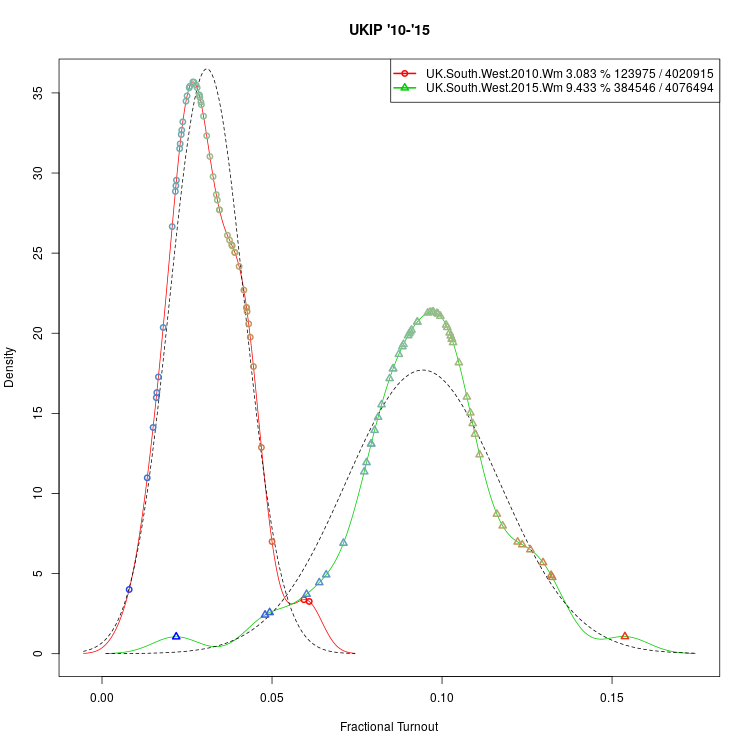 UKIP '10-'15
UK.South.West.2010.Wm 3.083 % 123975 / 4020915
UK.South.West.2015.Wm 9.433 % 384546 / 4076494
Density
35
30
25
20
15
10
5
0
0.00 0.05 0.10 0.15
Fractional Turnout